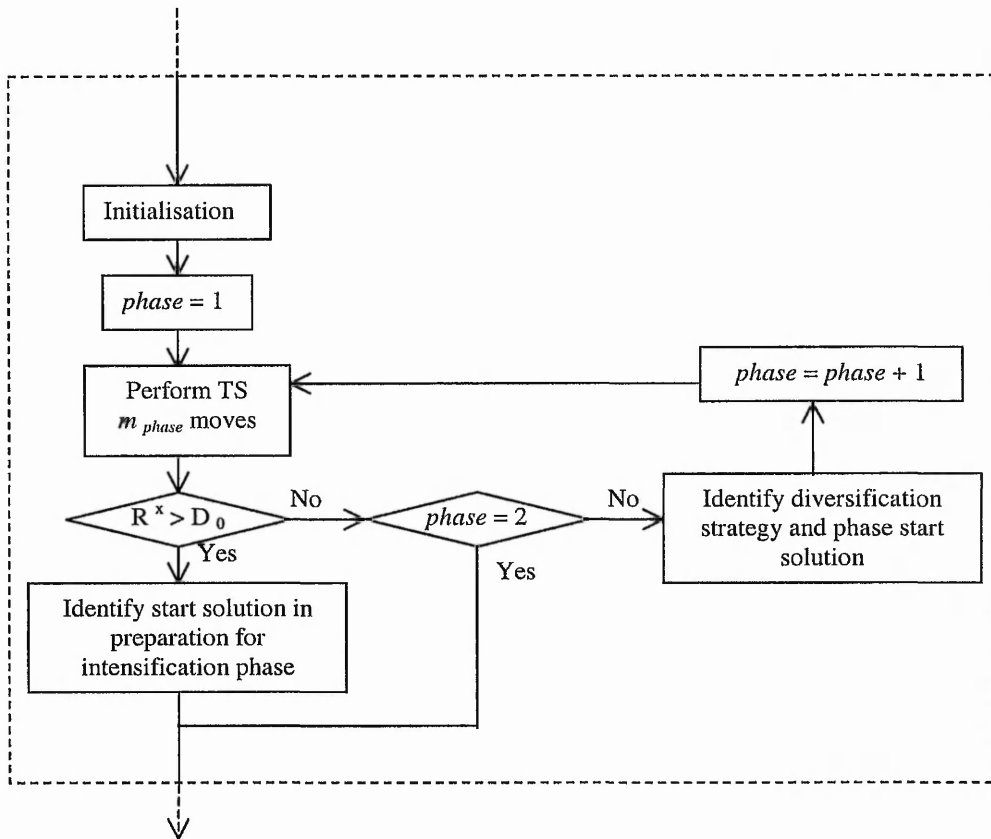 Initialisation
phase = 1
Perform TS
m phase moves
phase = phase + 1
R x > D 0
No
phase = 2
No
Identify diversification
strategy and phase start
solution
Yes
Yes
Identify start solution in
preparation for
intensification phase